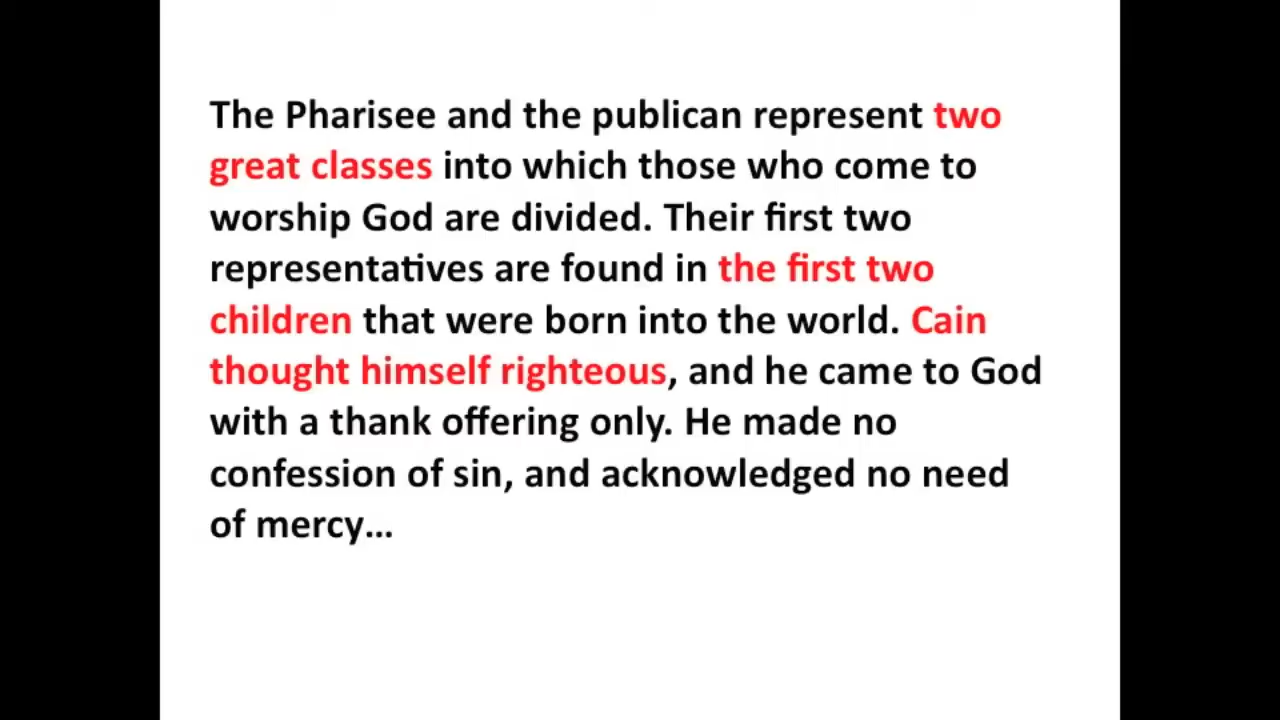 The Pharisee and the publican represent two
great classes into which those who come to
worship God are divided. Their first two
representatives are found in the first two
children that were born into the world. Cain
thought himself righteous, and he came to God
with a thank offering only. He made no
confession of sin, and acknowledged no need
of mercy…